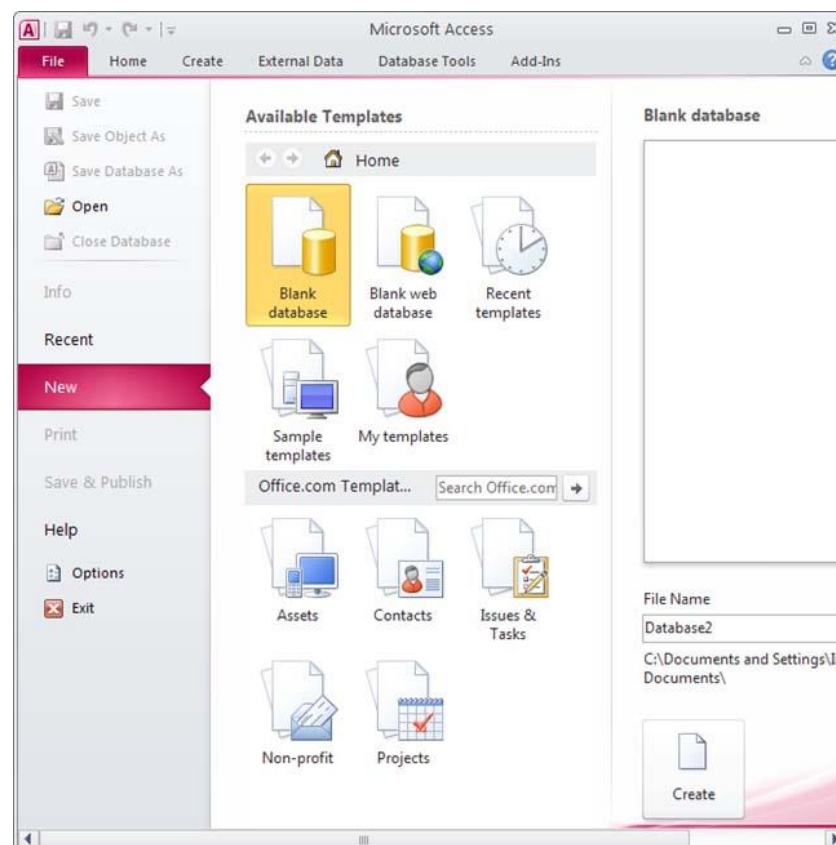 Microsoft Access
File Home Create External Data Database Tools Add-Ins
Save
Save Object As
Save Database As
Open
Close Database
Info
Recent
New
Print
Save & Publish
Help
Options
Exit
Available Templates
Home
Blank database
Blank web database
Recent templates
Sample templates
My templates
Office.com Templat...
Search Office.com
Assets
Contacts
Issues & Tasks
Non-profit
Projects
Blank database
File Name
Database2
C:\Documents and Settings\
Documents\
Create